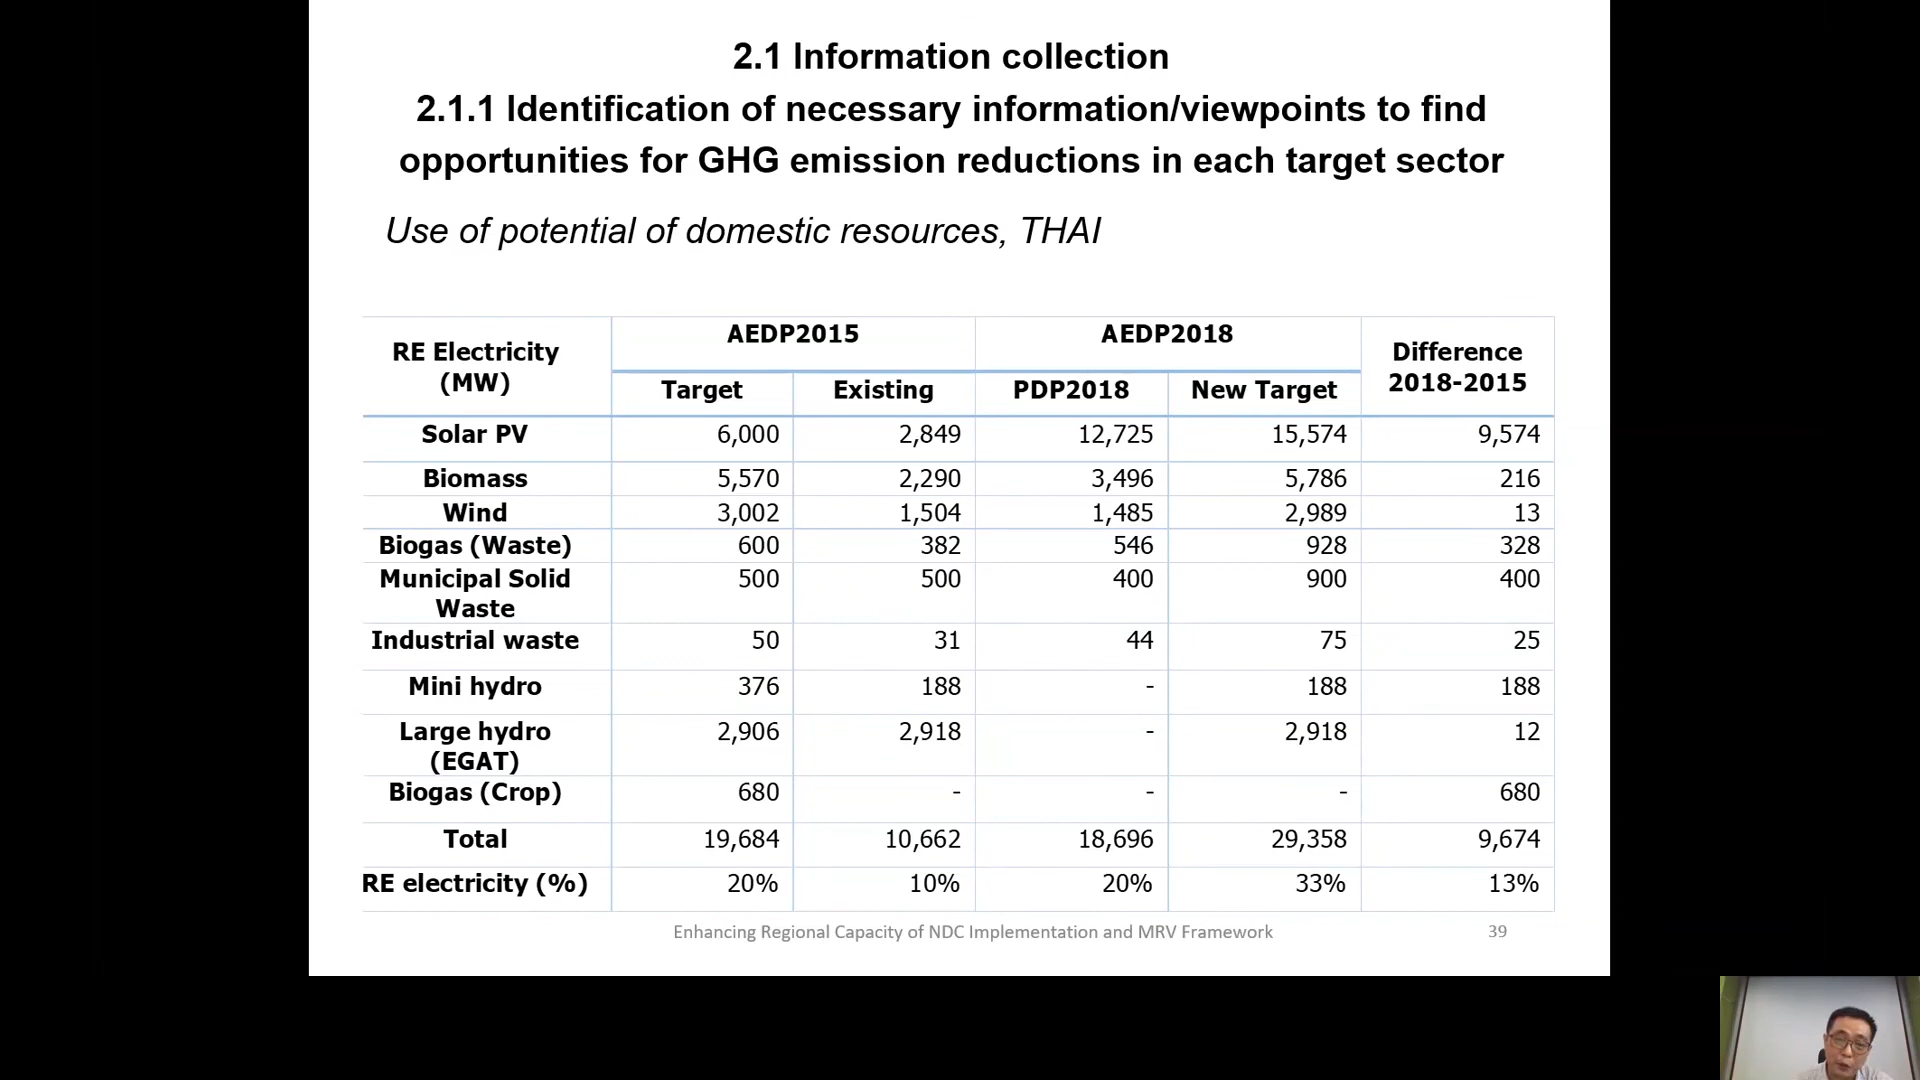 2.1 Information collection
2.1.1 Identification of necessary information/viewpoints to find
opportunities for GHG emission reductions in each target sector
Use of potential of domestic resources, THAI
RE Electricity (MW) AEDP2015 AEDP2018 Difference 2018-2015
Target Existing PDP2018 New Target
Solar PV 6,000 2,849 12,725 15,574 9,574
Biomass 5,570 2,290 3,496 5,786 216
Wind 3,002 1,504 1,485 2,989 13
Biogas (Waste) 600 382 546 928 328
Municipal Solid Waste 500 500 400 900 400
Industrial waste 50 31 44 75 25
Mini hydro 376 188 - 188 188
Large hydro (EGAT) 2,906 2,918 - 2,918 12
Biogas (Crop) 680 - - - 680
Total 19,684 10,662 18,696 29,358 9,674
RE electricity (%) 20% 10% 20% 33% 13%
Enhancing Regional Capacity of NDC Implementation and MRV Framework 39